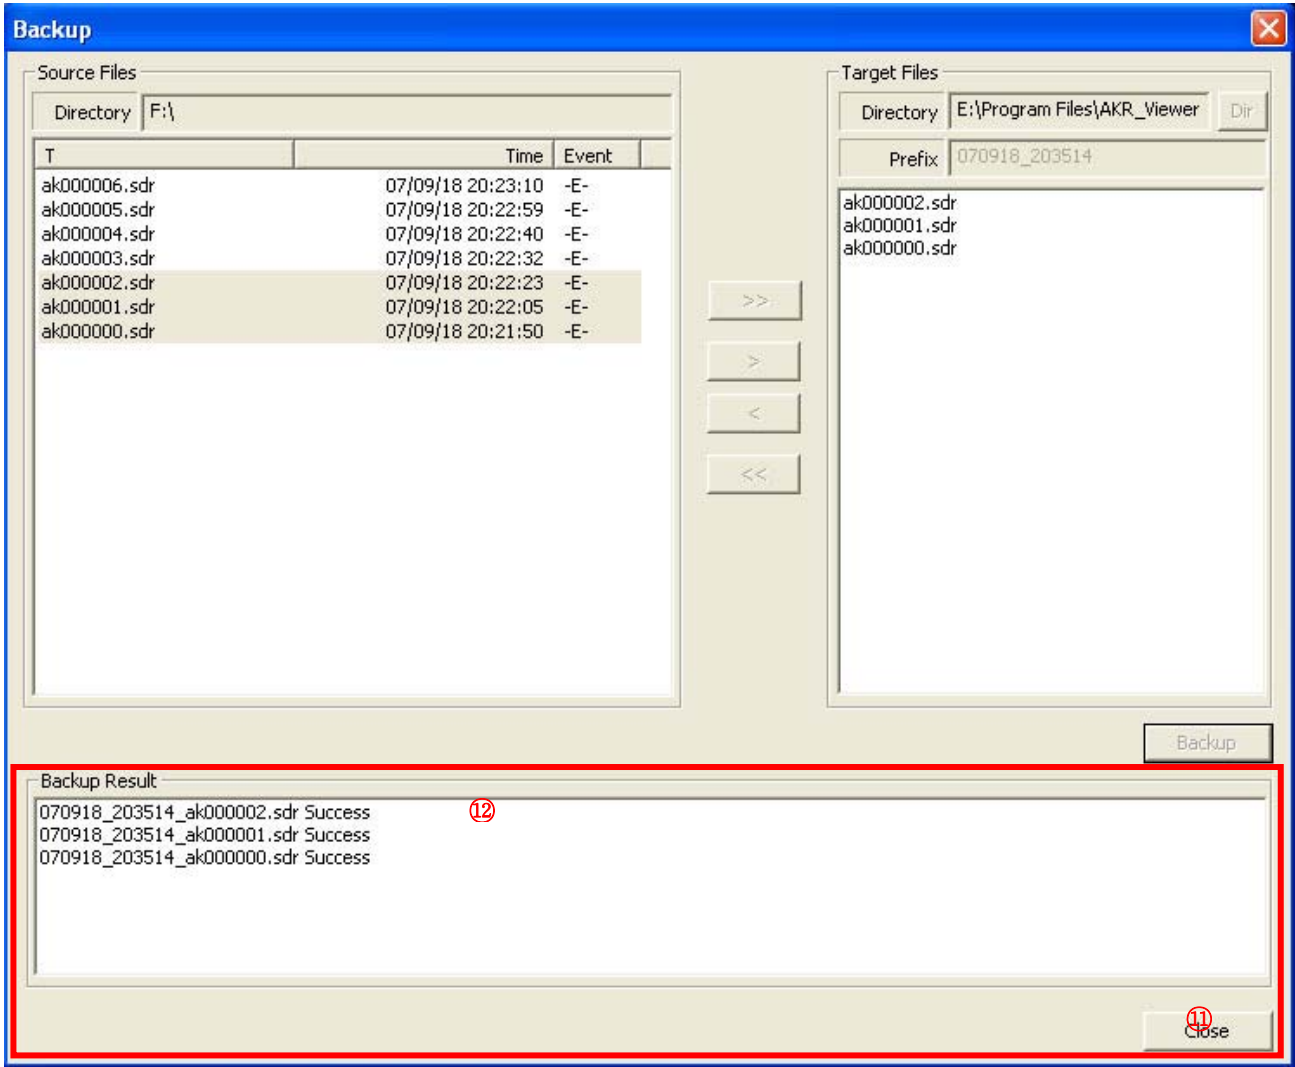 Backup
Source Files
Directory F:\
T Time Event
ak000006.sdr 07/09/18 20:23:10 -E-
ak000005.sdr 07/09/18 20:22:59 -E-
ak000004.sdr 07/09/18 20:22:40 -E-
ak000003.sdr 07/09/18 20:22:32 -E-
ak000002.sdr 07/09/18 20:22:23 -E-
ak000001.sdr 07/09/18 20:22:05 -E-
ak000000.sdr 07/09/18 20:21:50 -E-
>>
>
<
<<
Target Files
Directory E:\Program Files\AKR_Viewer Dir
Prefix 070918_203514
ak000002.sdr
ak000001.sdr
ak000000.sdr
Backup
Backup Result
070918_203514_ak000002.sdr Success ⑫
070918_203514_ak000001.sdr Success
070918_203514_ak000000.sdr Success
⑪
Close